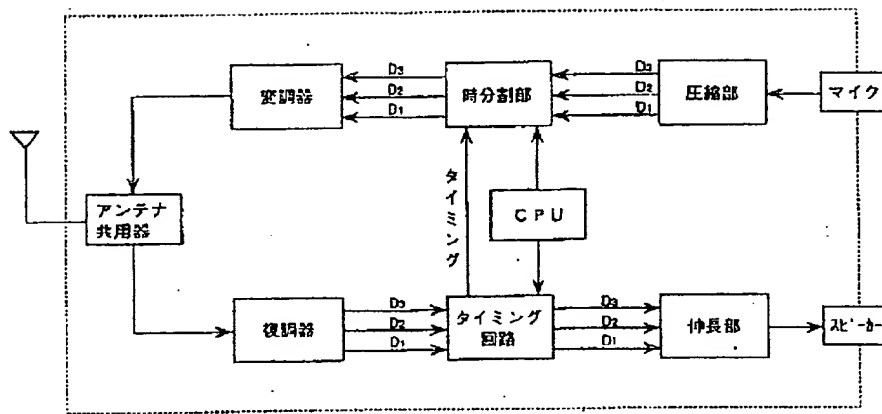 D3
D2
D1
変調器
時分割部
D3
D2
D1
圧縮部
マイク
アンテナ
共用器
タイミング
CPU
復調器
D3
D2
D1
タイミング
回路
D3
D2
D1
伸長部
スピーカー